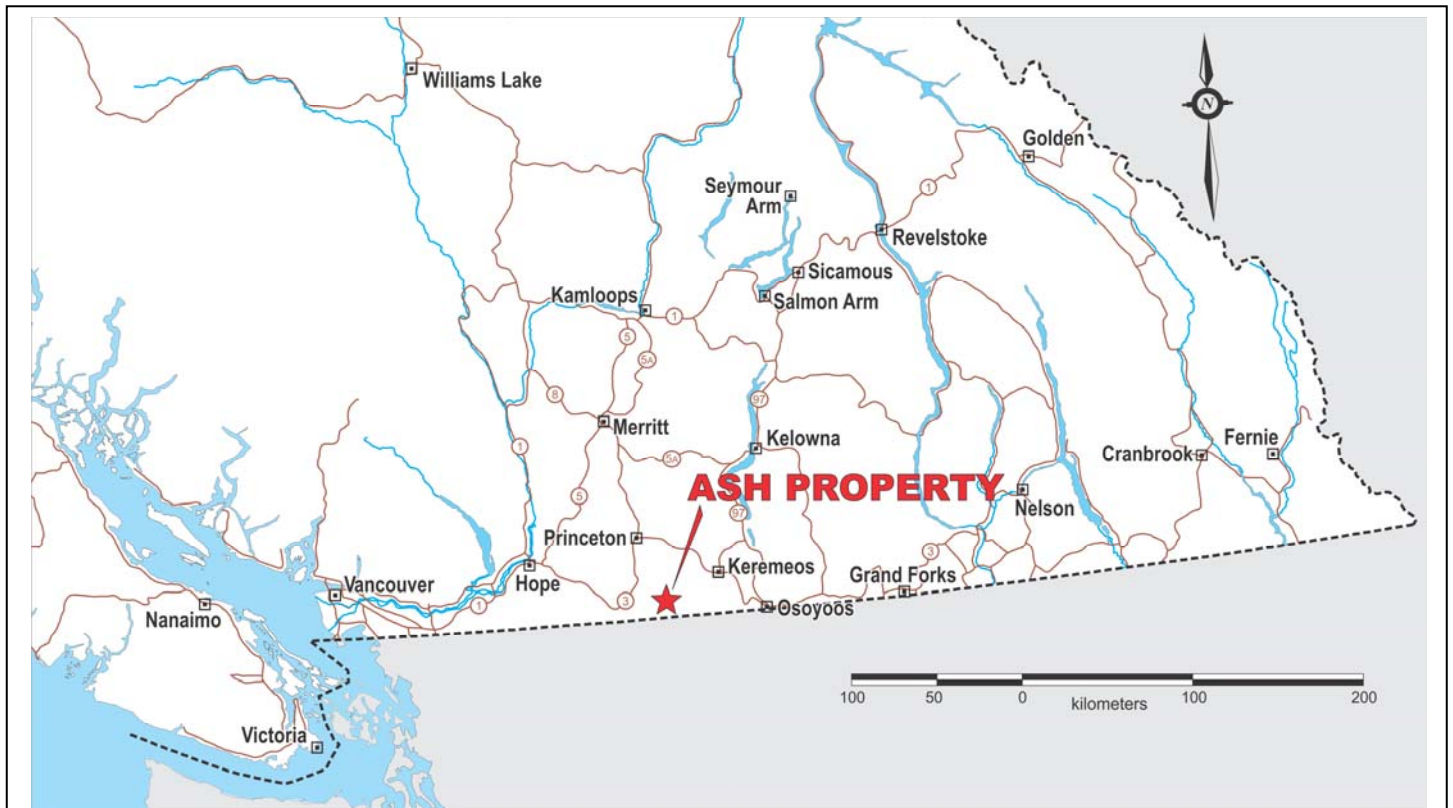 Williams Lake
N
Golden
Seymour
Arm
1
Revelstoke
Sicamous
Kamloops
Salmon Arm
1
5
5A
8
97
Merritt
Kelowna
1
5A
Cranbrook
Fernie
ASH PROPERTY
5
97
Nelson
Princeton
3
Keremeos
Grand Forks
Hope
Vancouver
1
3
Osoyoos
Nanaimo
100 50 0 100 200
kilometers
Victoria